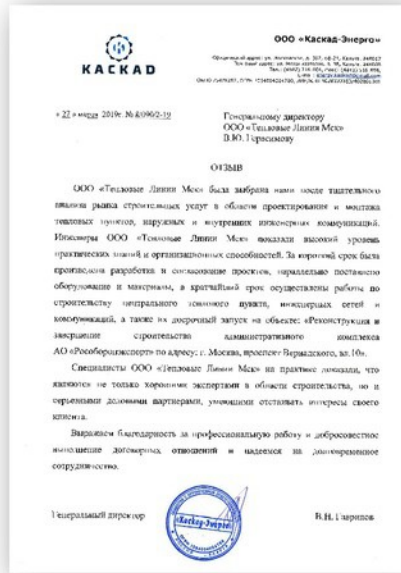 КАСКАД
ООО «Каскад-Энерго»
« 27 » марта 2019г. №
Генеральному директору
ООО «Тепловые Линии Мск»
В.Ю. Герасимову
ОТЗЫВ
ООО «Тепловые Линии Мск» была выбрана нами после тщательного
анализа рынка строительных услуг в области проектирования и монтажа
тепловых пунктов, наружных и внутренних инженерных коммуникаций.
Инженеры ООО «Тепловые Линии Мск» показали высокий уровень
практических знаний и организационных способностей. За короткий срок была
произведена разработка и согласование проектов, параллельно поставлено
оборудование и материалы, в кратчайший срок осуществлены работы по
строительству центрального теплового пункта, инженерных сетей и
коммуникаций, а также их досрочный запуск на объекте: «Реконструкция и
завершение строительства административного комплекса
АО «Рособоронэкспорт» по адресу: г. Москва, проспект Вернадского, вл.10».
Специалисты ООО «Тепловые Линии Мск» на практике показали, что
являются не только хорошими экспертами в области строительства, но и
серьезными деловыми партнерами, умеющими отстаивать интересы своего
клиента.
Выражаем благодарность за профессиональную работу и добросовестное
выполнение договорных отношений и надеемся на долговременное
сотрудничество.
Генеральный директор
«Каскад-Энерго»
В.Н. Гаврилов